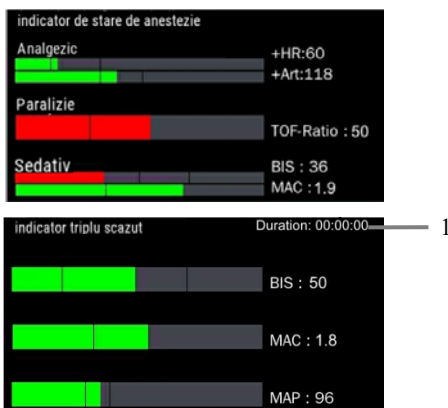 indicator de stare de anestezie
Analgezic
+HR:60
+Art:118
Paralizie
TOF-Ratio : 50
Sedativ
BIS : 36
MAC :1.9
indicator triplu scazut Duration: 00:00:00 1
BIS : 50
MAC : 1.8
MAP : 96